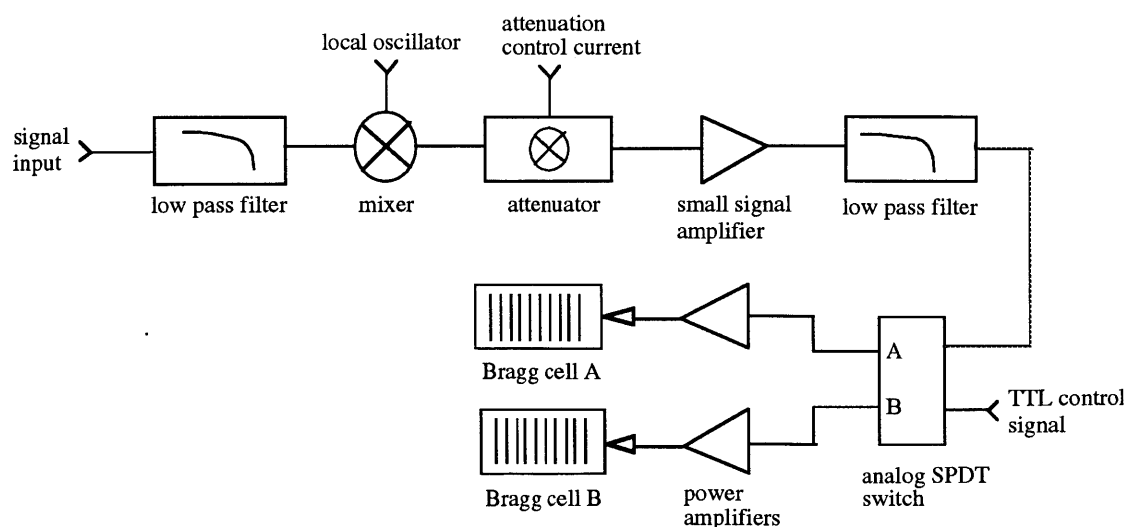 local oscillator
attenuation
control current
signal
input
low pass filter
mixer
attenuator
small signal
amplifier
low pass filter
Bragg cell A
A
B
TTL control
signal
Bragg cell B
power
amplifiers
analog SPDT
switch